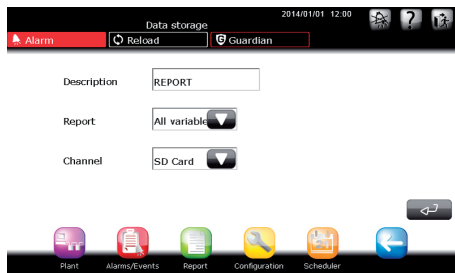 2014/01/01 12:00
Data storage
Alarm Reload Guardian
Description REPORT
Report All variable
Channel SD Card
Plant Alarms/Events Report Configuration Scheduler